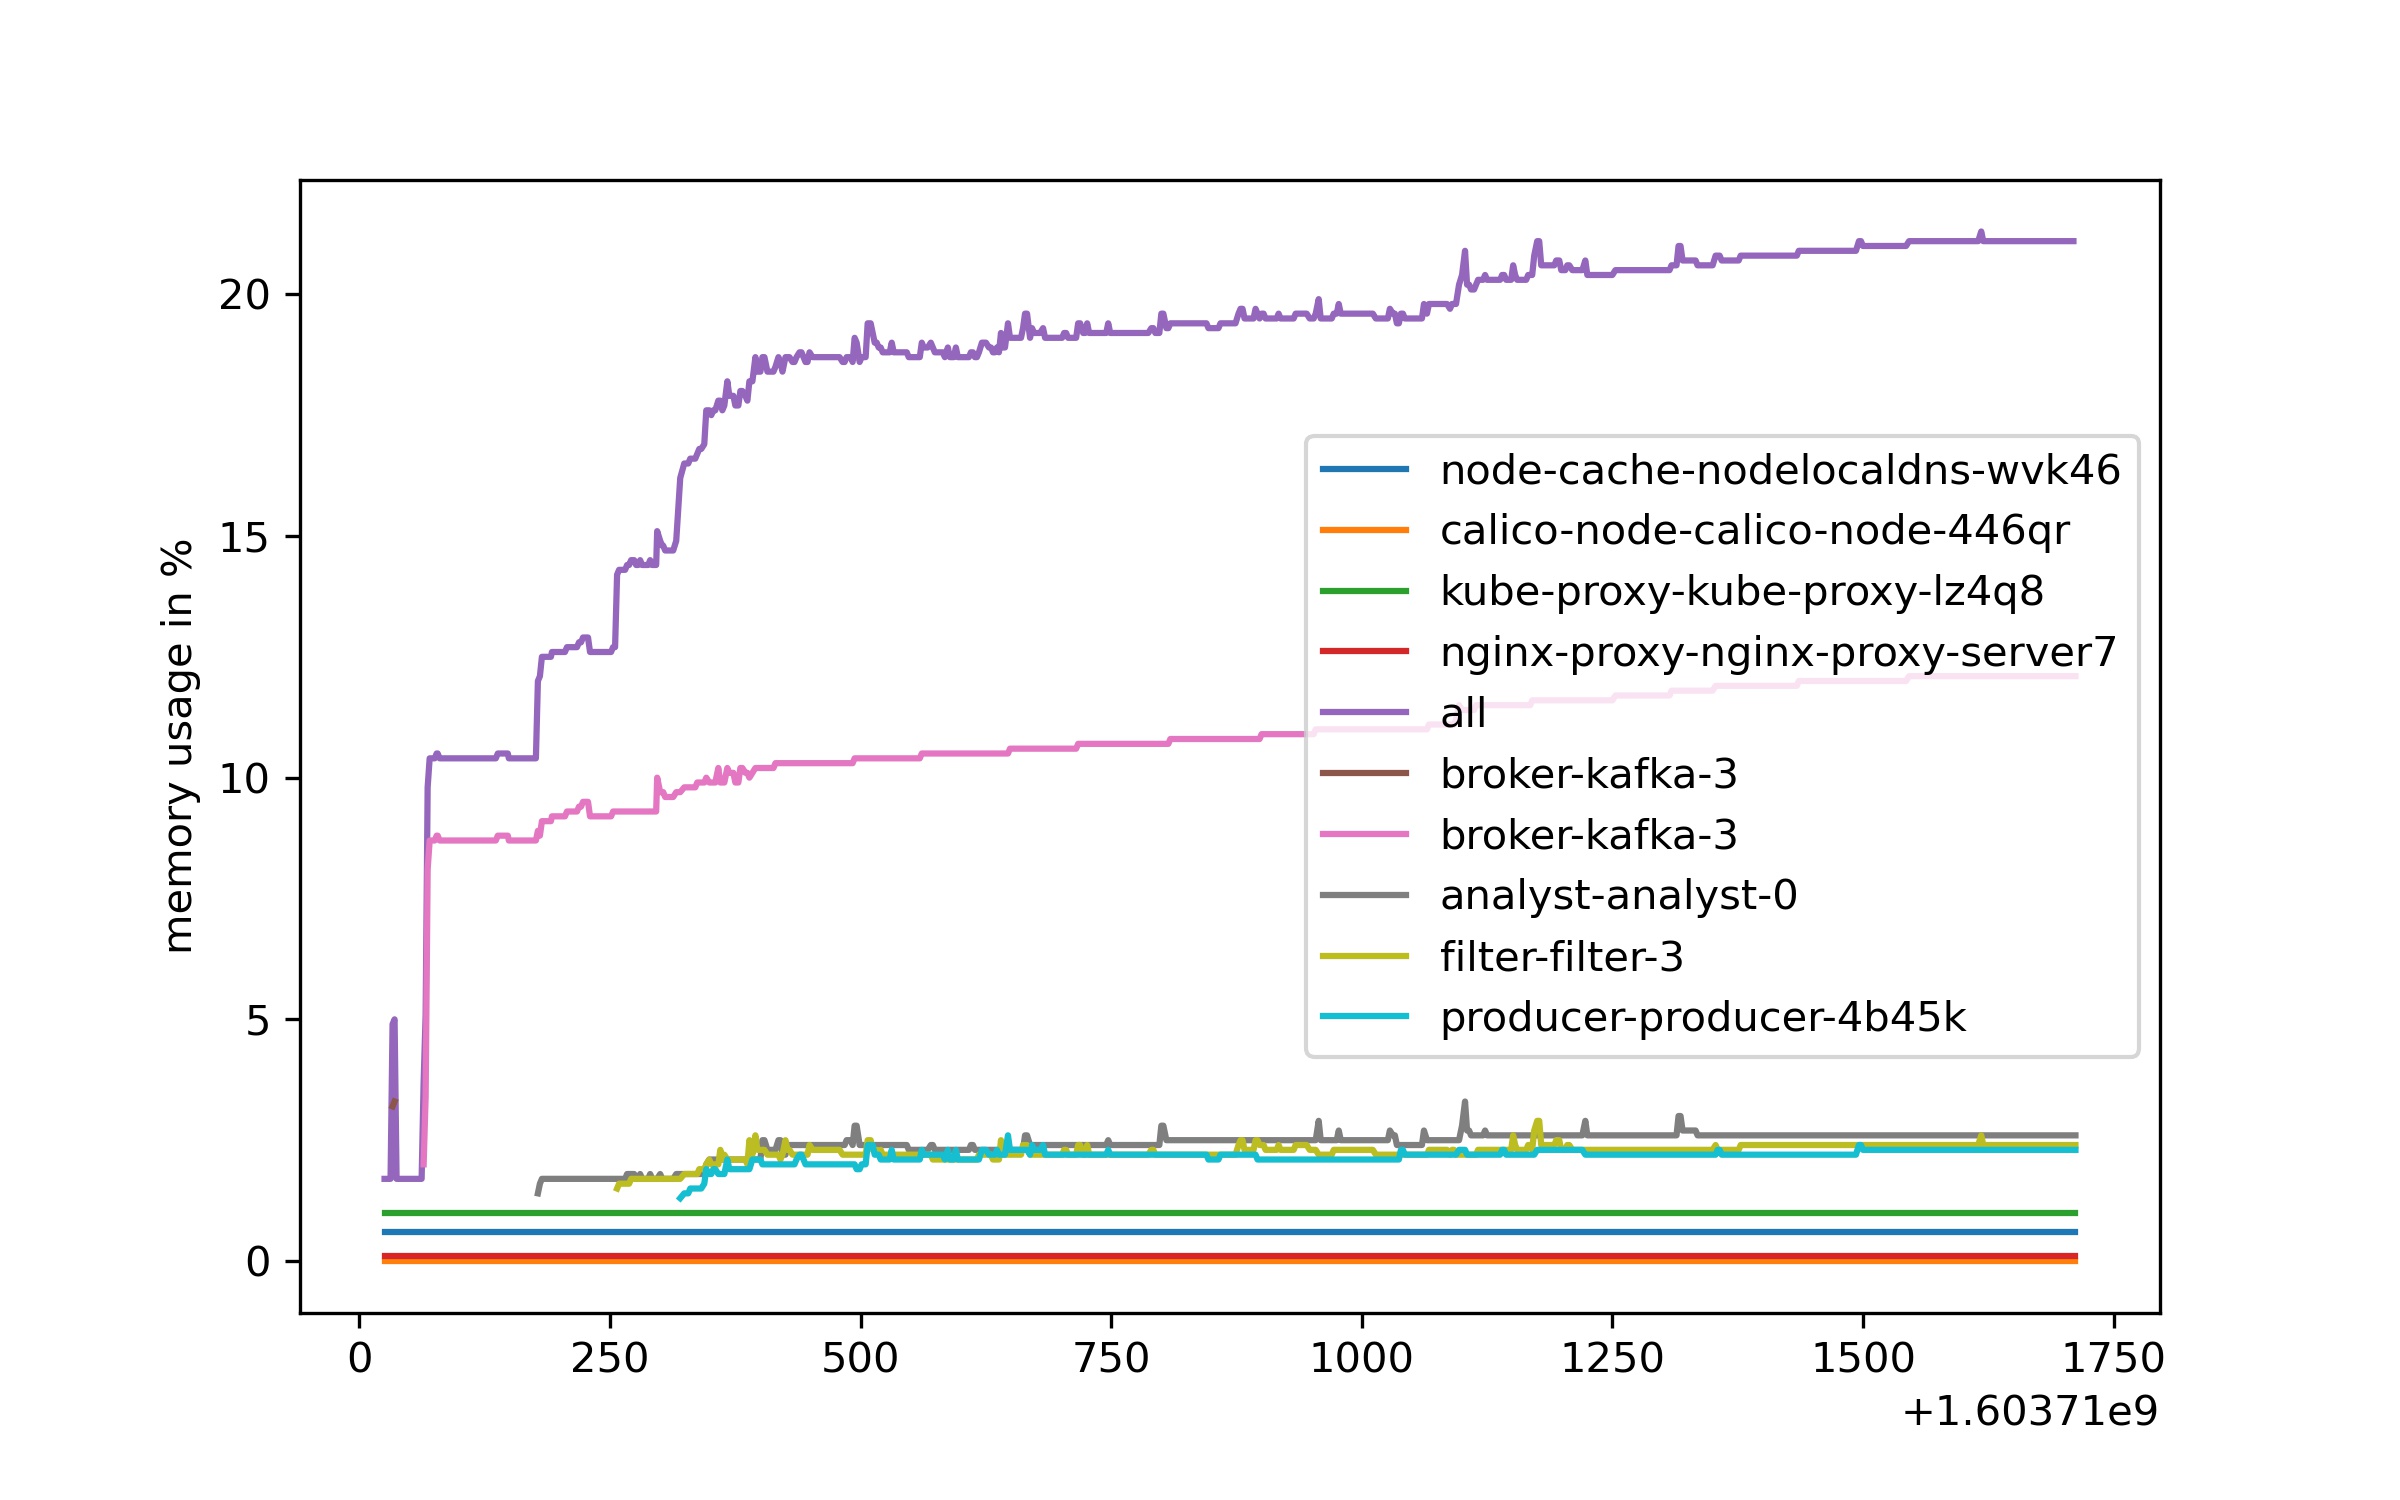 memory usage in %
20
15
10
5
0
node-cache-nodelocaldns-wvk46
calico-node-calico-node-446qr
kube-proxy-kube-proxy-lz4q8
nginx-proxy-nginx-proxy-server7
all
broker-kafka-3
broker-kafka-3
analyst-analyst-0
filter-filter-3
producer-producer-4b45k
0 250 500 750 1000 1250 1500 1750
+1.60371e9